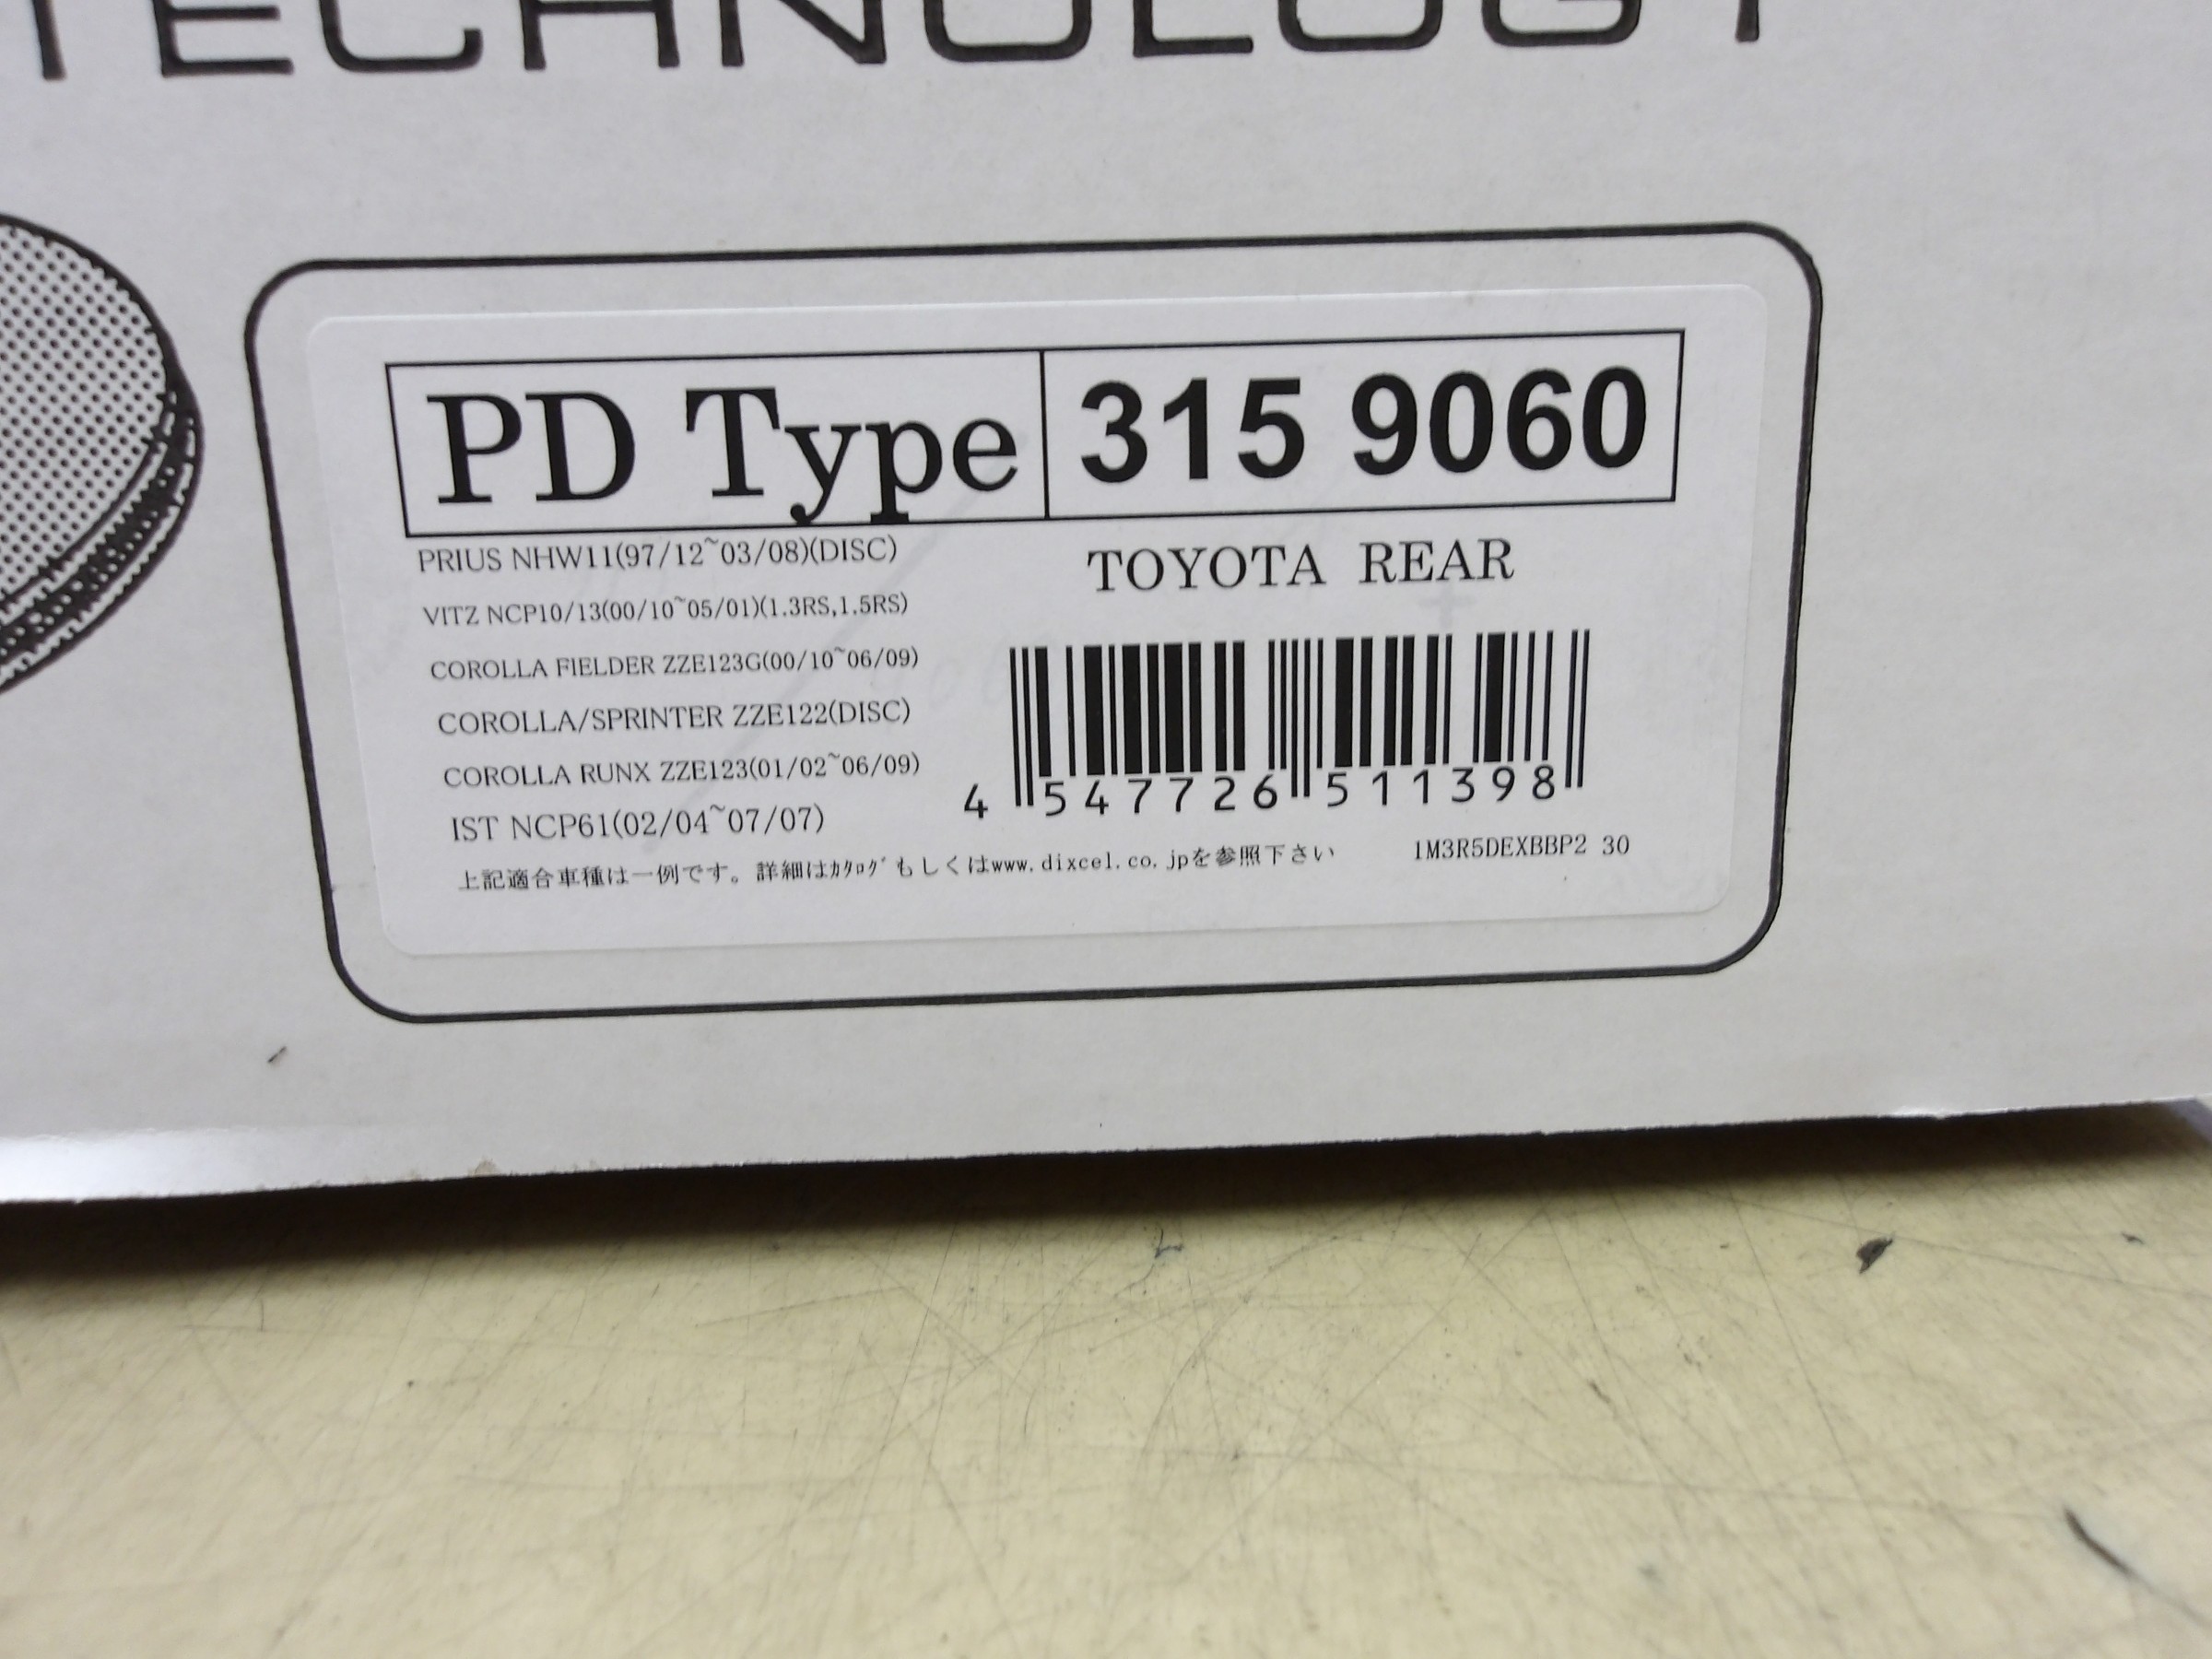 TECHNOLOGY
PD Type 315 9060
PRIUS NHW11(97/12~03/08)(DISC)
VITZ NCP10/13(00/10~05/01)(1.3RS,1.5RS)
COROLLA FIELDER ZZE123G(00/10~06/09)
COROLLA/SPRINTER ZZE122(DISC)
COROLLA RUNX ZZE123(01/02~06/09)
IST NCP61(02/04~07/07)
TOYOTA REAR
4 547726 511398
上記適合車種は一例です。詳細はｶﾀﾛｸﾞもしくはwww.dixcel.co.jpを参照下さい
1M3R5DEXBBP2 30